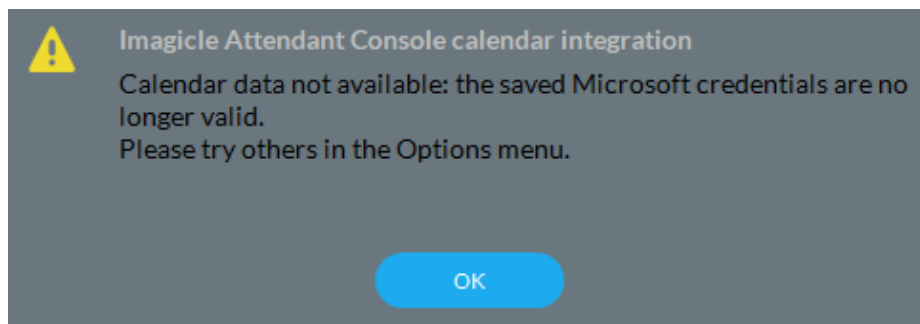 Imagicle Attendant Console calendar integration
Calendar data not available: the saved Microsoft credentials are no
longer valid.
Please try others in the Options menu.
OK